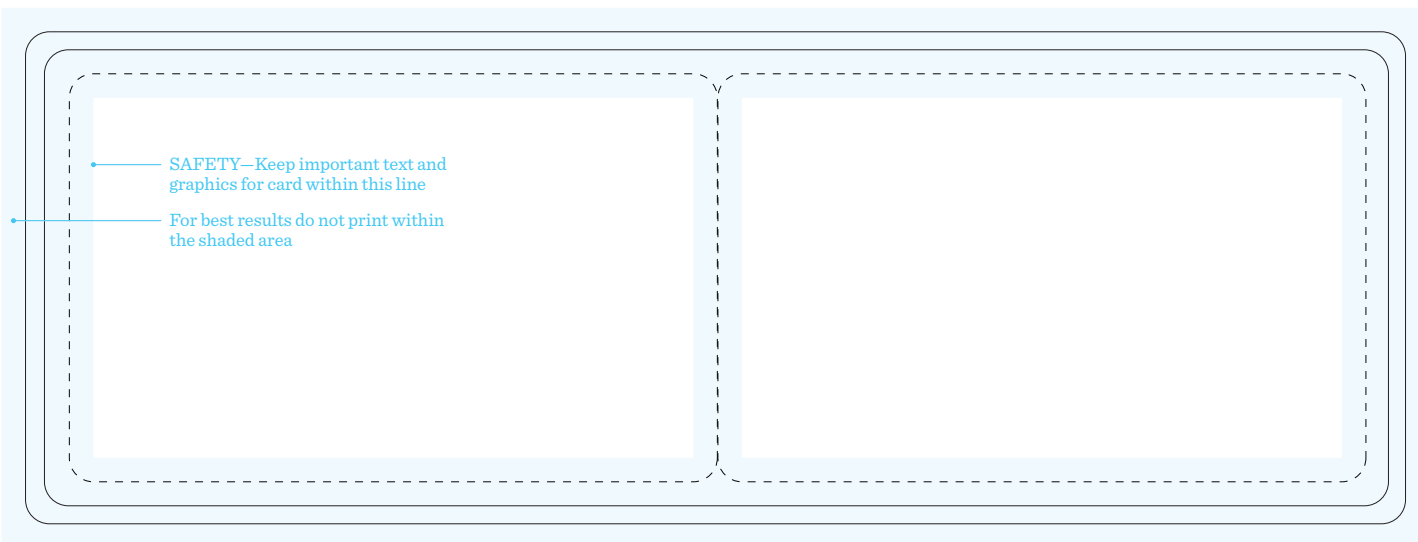 SAFETY—Keep important text and
graphics for card within this line
For best results do not print within
the shaded area